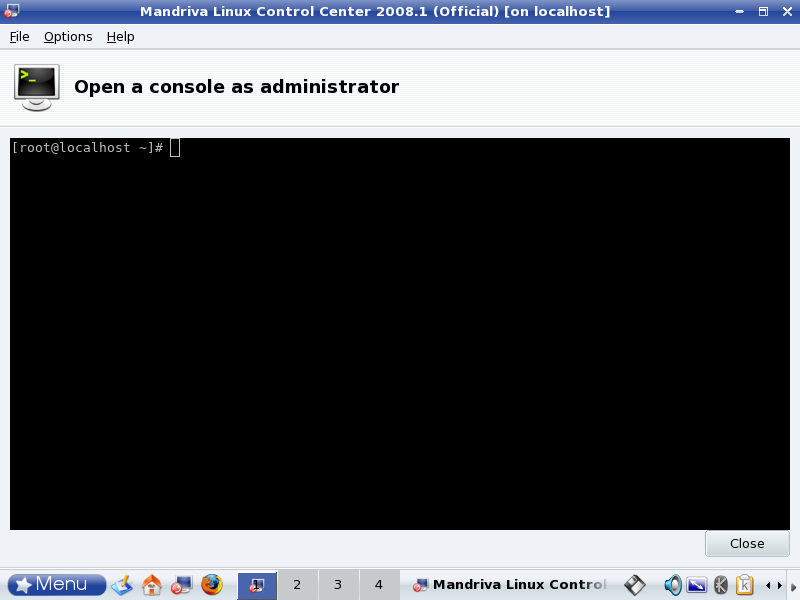 Mandriva Linux Control Center 2008.1 (Official) [on localhost]
File Options Help
>_
Open a console as administrator
[root@localhost ~]#
Close
Menu 1 2 3 4 Mandriva Linux Control k